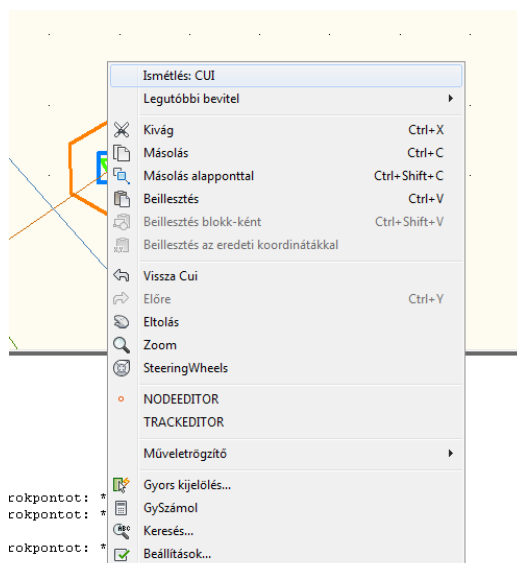 Ismétlés: CUI
Legutóbbi bevitel
Kivág Ctrl+X
Másolás Ctrl+C
Másolás alapponttal Ctrl+Shift+C
Beillesztés Ctrl+V
Beillesztés blokk-ként Ctrl+Shift+V
Beillesztés az eredeti koordinátákkal
Vissza Cui
Előre Ctrl+Y
Eltolás
Zoom
SteeringWheels
NODEEDITOR
TRACKEDITOR
Műveletrögzítő
Gyors kijelölés...
rokpontot: *
GySzámol
rokpontot: *
Keresés...
rokpontot: *
Beállítások...